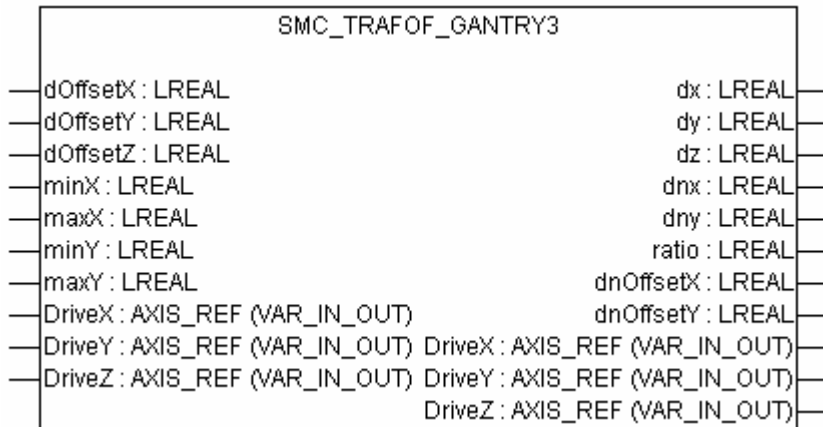 SMC_TRAFOF_GANTRY3
dOffsetX : LREAL dx : LREAL
dOffsetY : LREAL dy : LREAL
dOffsetZ : LREAL dz : LREAL
minX : LREAL dnx : LREAL
maxX : LREAL dny : LREAL
minY : LREAL ratio : LREAL
maxY : LREAL dnOffsetX : LREAL
DriveX : AXIS_REF (VAR_IN_OUT) dnOffsetY : LREAL
DriveY : AXIS_REF (VAR_IN_OUT) DriveX : AXIS_REF (VAR_IN_OUT)
DriveZ : AXIS_REF (VAR_IN_OUT) DriveY : AXIS_REF (VAR_IN_OUT)
DriveZ : AXIS_REF (VAR_IN_OUT)